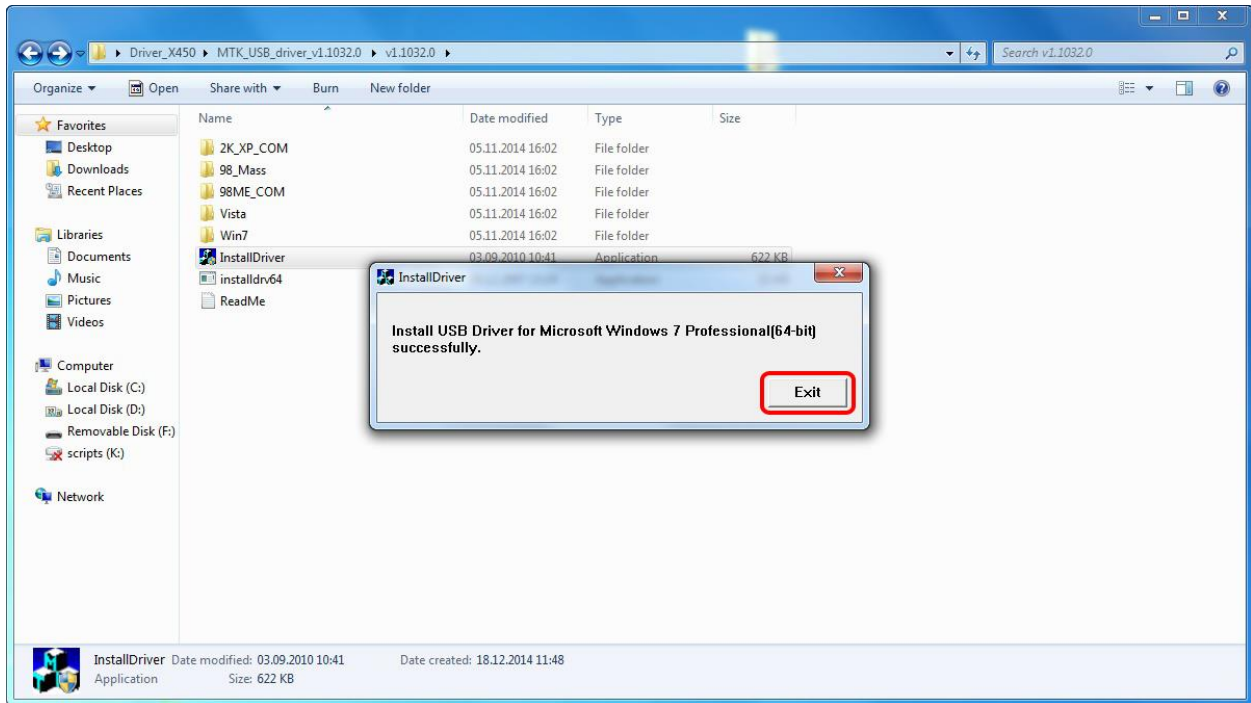 Driver_X450 MTK_USB_driver_v1.1032.0 v1.1032.0
Search v1.1032.0
Organize Open Share with Burn New folder
Favorites
Desktop
Downloads
Recent Places
Libraries
Documents
Music
Pictures
Videos
Computer
Local Disk (C:)
Local Disk (D:)
Removable Disk (F:)
scripts (K:)
Network
Name Date modified Type Size
2K_XP_COM 05.11.2014 16:02 File folder
98_Mass 05.11.2014 16:02 File folder
98ME_COM 05.11.2014 16:02 File folder
Vista 05.11.2014 16:02 File folder
Win7 05.11.2014 16:02 File folder
InstallDriver 03.09.2010 10:41 Application 622 KB
installdrv64
ReadMe
InstallDriver
Install USB Driver for Microsoft Windows 7 Professional(64-bit)
successfully.
Exit
InstallDriver Date modified: 03.09.2010 10:41 Date created: 18.12.2014 11:48
Application Size: 622 KB